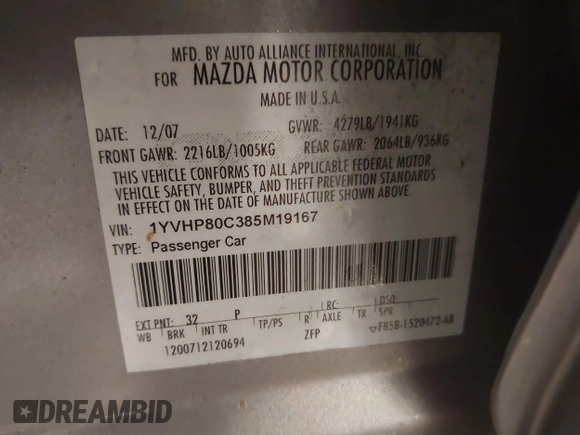 MFD. BY AUTO ALLIANCE INTERNATIONAL, INC.
FOR MAZDA MOTOR CORPORATION
MADE IN U.S.A.
DATE: 12/07 GVWR: 4279LB/1941KG
FRONT GAWR: 2216LB/1005KG REAR GAWR: 2064LB/936KG
THIS VEHICLE CONFORMS TO ALL APPLICABLE FEDERAL MOTOR
VEHICLE SAFETY, BUMPER, AND THEFT PREVENTION STANDARDS
IN EFFECT ON THE DATE OF MANUFACTURE SHOWN ABOVE.
VIN: 1YVHP80C385M19167
TYPE: Passenger Car
EXT PNT: 32 P RC: DSO:
WB BRK INT TR TP/PS R AXLE TR SPR
1200712120694 ZFP F85B-1520472-AB
DREAMBID